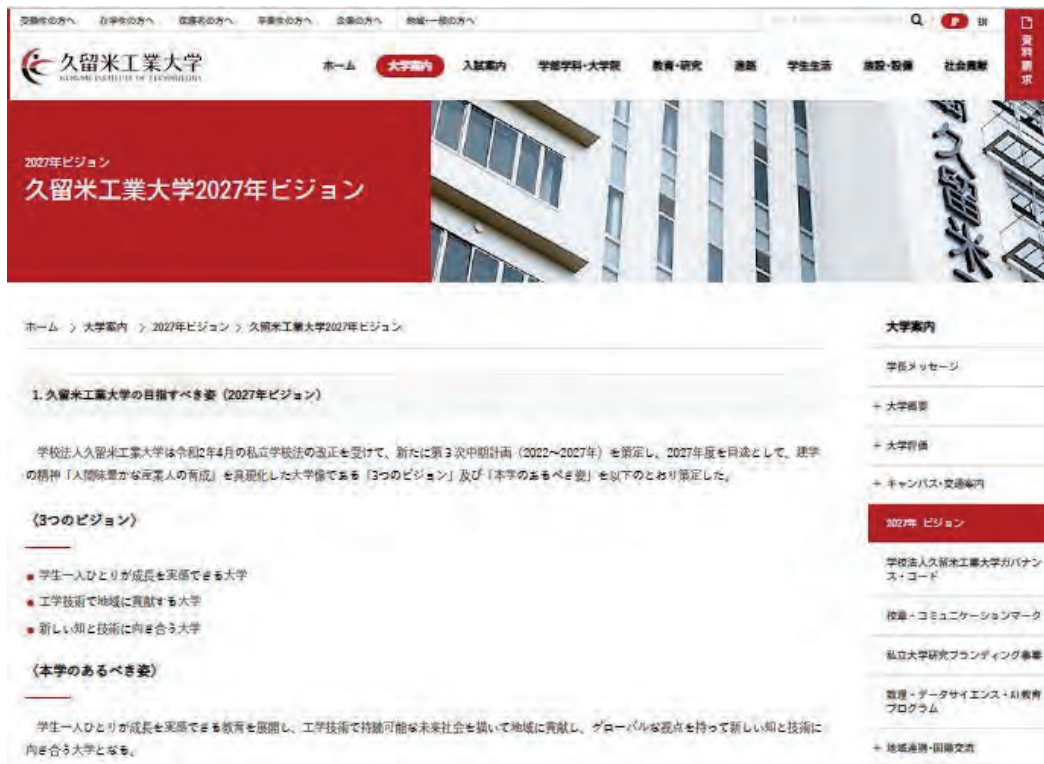 受験生の方へ 在学生の方へ 保護者の方へ 卒業生の方へ 企業の方へ 地域・一般の方へ
EN
資料請求
久留米工業大学
KURUME INSTITUTE OF TECHNOLOGY
ホーム 大学案内 入試案内 学部学科・大学院 教育・研究 進路 学生生活 施設・設備 社会貢献
2027年ビジョン
久留米工業大学2027年ビジョン
久留米
ホーム > 大学案内 > 2027年ビジョン > 久留米工業大学2027年ビジョン
1. 久留米工業大学の目指すべき姿（2027年ビジョン）
学校法人久留米工業大学は令和2年4月の私立学校法の改正を受けて、新たに第3次中期計画（2022～2027年）を策定し、2027年度を目途として、建学
の精神「人間味豊かな産業人の育成」を具現化した大学像である「3つのビジョン」及び「本学のあるべき姿」を以下のとおり策定した。
〈3つのビジョン〉
学生一人ひとりが成長を実感できる大学
工学技術で地域に貢献する大学
新しい知と技術に向き合う大学
〈本学のあるべき姿〉
学生一人ひとりが成長を実感できる教育を展開し、工学技術で持続可能な未来社会を描いて地域に貢献し、グローバルな視点を持って新しい知と技術に
向き合う大学となる。
大学案内
学長メッセージ
+ 大学概要
+ 大学評価
+ キャンパス・交通案内
2027年 ビジョン
学校法人久留米工業大学ガバナン
ス・コード
校章・コミュニケーションマーク
私立大学研究ブランディング事業
数理・データサイエンス・AI教育
プログラム
+ 地域連携・国際交流